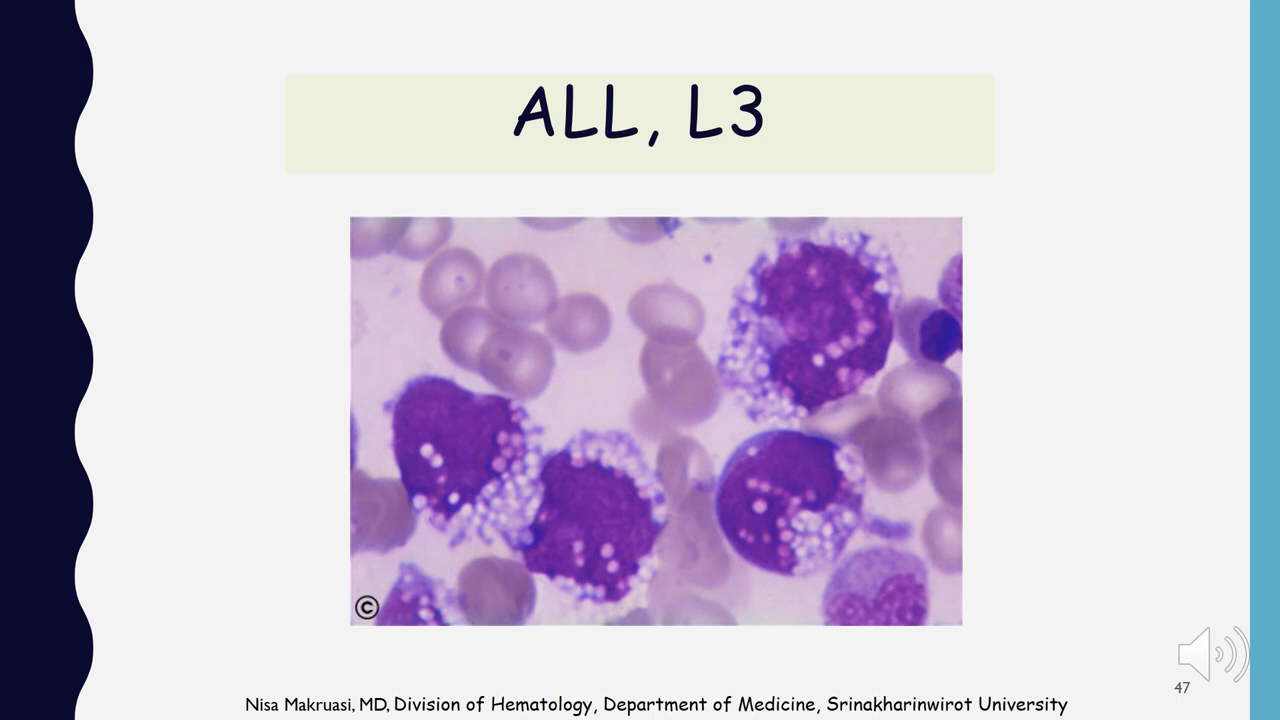 ALL, L3
©
47
Nisa Makruasi, MD, Division of Hematology, Department of Medicine, Srinakharinwirot University